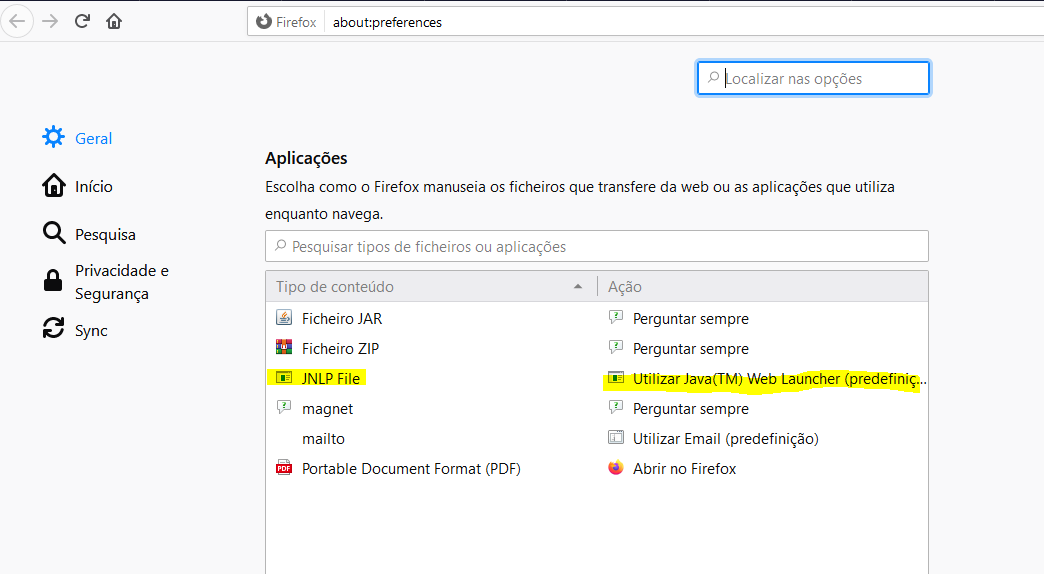 Firefox about:preferences
Localizar nas opções
Geral
Início
Pesquisa
Privacidade e
Segurança
Sync
Aplicações
Escolha como o Firefox manuseia os ficheiros que transfere da web ou as aplicações que utiliza
enquanto navega.
Pesquisar tipos de ficheiros ou aplicações
Tipo de conteúdo Ação
Ficheiro JAR Perguntar sempre
Ficheiro ZIP Perguntar sempre
JNLP File Utilizar Java(TM) Web Launcher (predefiniç...
magnet Perguntar sempre
mailto Utilizar Email (predefinição)
Portable Document Format (PDF) Abrir no Firefox